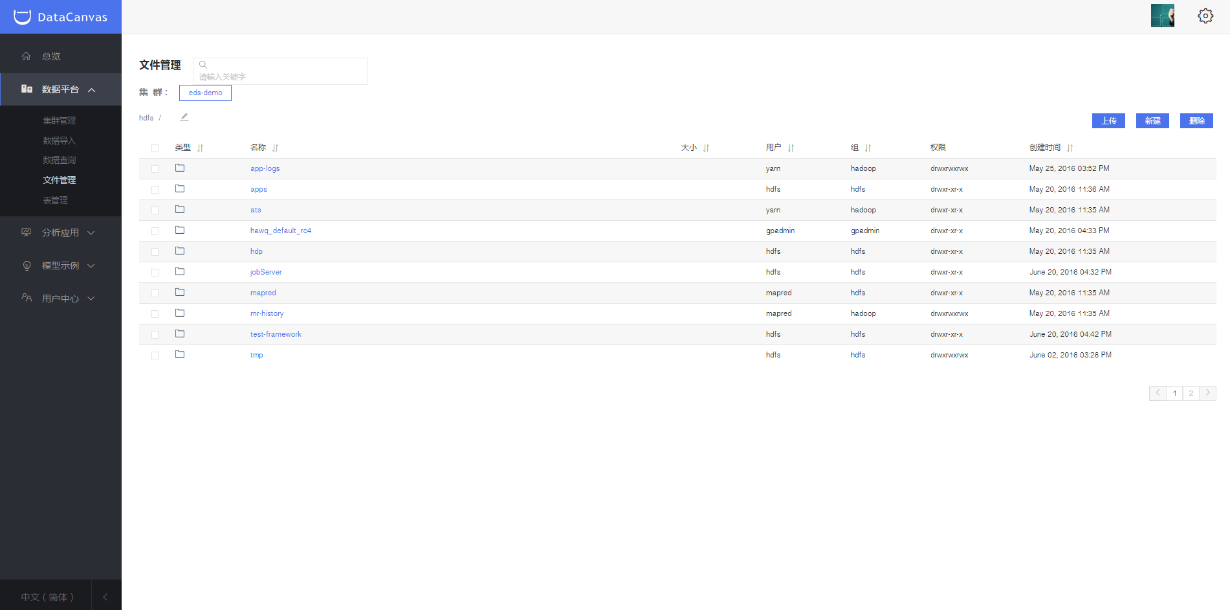 DataCanvas
总览
数据平台
集群管理
数据导入
数据查询
文件管理
表管理
分析应用
模型示例
用户中心
中文（简体）
文件管理
请输入关键字
集 群：
eds-demo
hdfs /
上传 新建 删除
类型 名称 大小 用户 组 权限 创建时间
app-logs yarn hadoop drwxrwxrwx May 25, 2016 03:52 PM
apps hdfs hdfs drwxr-xr-x May 20, 2016 11:36 AM
ats yarn hadoop drwxr-xr-x May 20, 2016 11:35 AM
hawq_default_rc4 gpadmin gpadmin drwxr-xr-x May 20, 2016 04:33 PM
hdp hdfs hdfs drwxr-xr-x May 20, 2016 11:35 AM
jobServer hdfs hdfs drwxr-xr-x June 20, 2016 04:32 PM
mapred mapred hdfs drwxr-xr-x May 20, 2016 11:35 AM
mr-history mapred hadoop drwxrwxrwx May 20, 2016 11:35 AM
test-framework hdfs hdfs drwxr-xr-x June 20, 2016 04:42 PM
tmp hdfs hdfs drwxrwxrwx June 02, 2016 03:28 PM
1 2